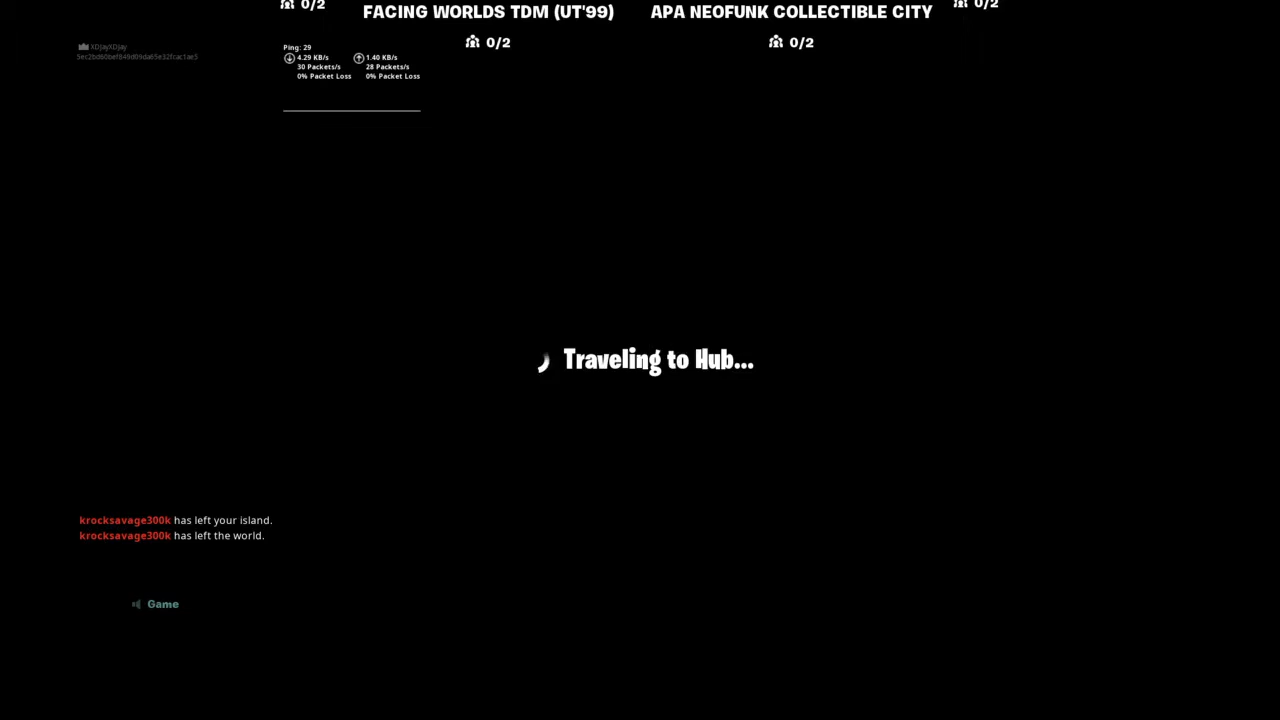 0/2
FACING WORLDS TDM (UT'99)
APA NEOFUNK COLLECTIBLE CITY
0/2
0/2
0/2
XDJayXDJay
Ping: 29
4.29 KB/s
1.40 KB/s
30 Packets/s
28 Packets/s
0% Packet Loss
0% Packet Loss
Traveling to Hub...
krocksavage300k has left your island.
krocksavage300k has left the world.
Game